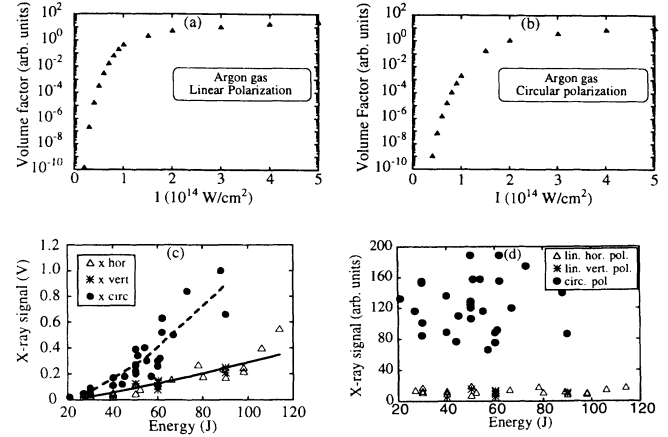 (a)
Volume factor (arb. units)
10^2
10^0
10^-2
10^-4
10^-6
10^-8
10^-10
Argon gas
Linear Polarization
0 1 2 3 4 5
I (10^14 W/cm^2)
(b)
Volume Factor (arb. units)
10^2
10^0
10^-2
10^-4
10^-6
10^-8
10^-10
Argon gas
Circular polarization
0 1 2 3 4 5
I (10^14 W/cm^2)
(c)
X-ray signal (V)
1.2
1.0
0.8
0.6
0.4
0.2
0
x hor
x vert
x circ
20 40 60 80 100 120
Energy (J)
(d)
X-ray signal (arb. units)
200
160
120
80
40
0
lin. hor. pol.
lin. vert. pol.
circ. pol
20 40 60 80 100 120
Energy (J)